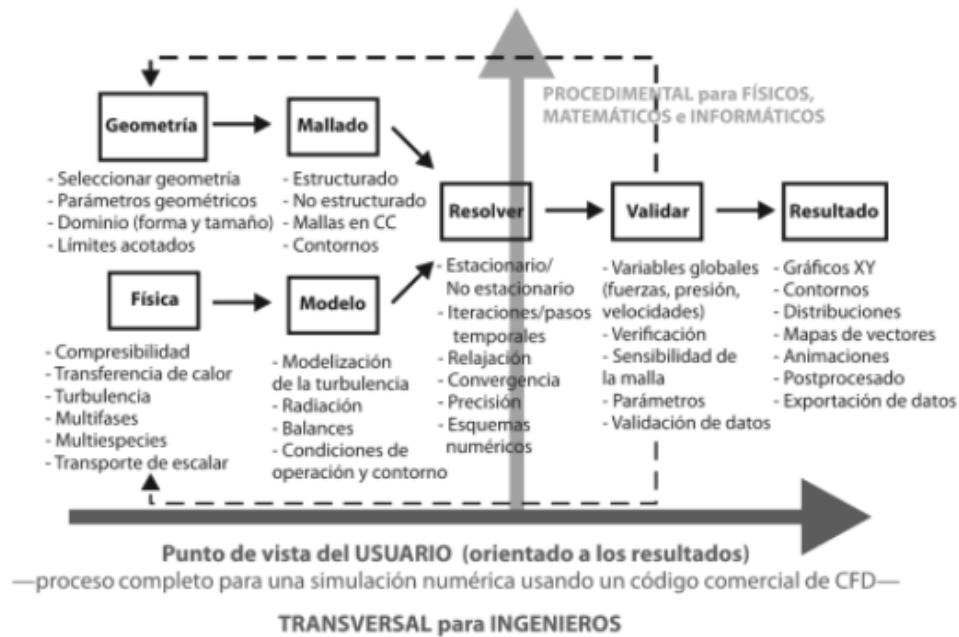 PROCEDIMENTAL para FÍSICOS,
MATEMÁTICOS e INFORMÁTICOS
Geometría
- Seleccionar geometría
- Parámetros geométricos
- Dominio (forma y tamaño)
- Límites acotados
Mallado
- Estructurado
- No estructurado
- Mallas en CC
- Contornos
Física
- Compresibilidad
- Transferencia de calor
- Turbulencia
- Multifases
- Multiespecies
- Transporte de escalar
Modelo
- Modelización
de la turbulencia
- Radiación
- Balances
- Condiciones de
operación y contorno
Resolver
- Estacionario/
No estacionario
- Iteraciones/pasos
temporales
- Relajación
- Convergencia
- Precisión
- Esquemas
numéricos
Validar
- Variables globales
(fuerzas, presión,
velocidades)
- Verificación
- Sensibilidad de
la malla
- Parámetros
- Validación de datos
Resultado
- Gráficos XY
- Contornos
- Distribuciones
- Mapas de vectores
- Animaciones
- Postprocesado
- Exportación de datos
Punto de vista del USUARIO (orientado a los resultados)
—proceso completo para una simulación numérica usando un código comercial de CFD—
TRANSVERSAL para INGENIEROS